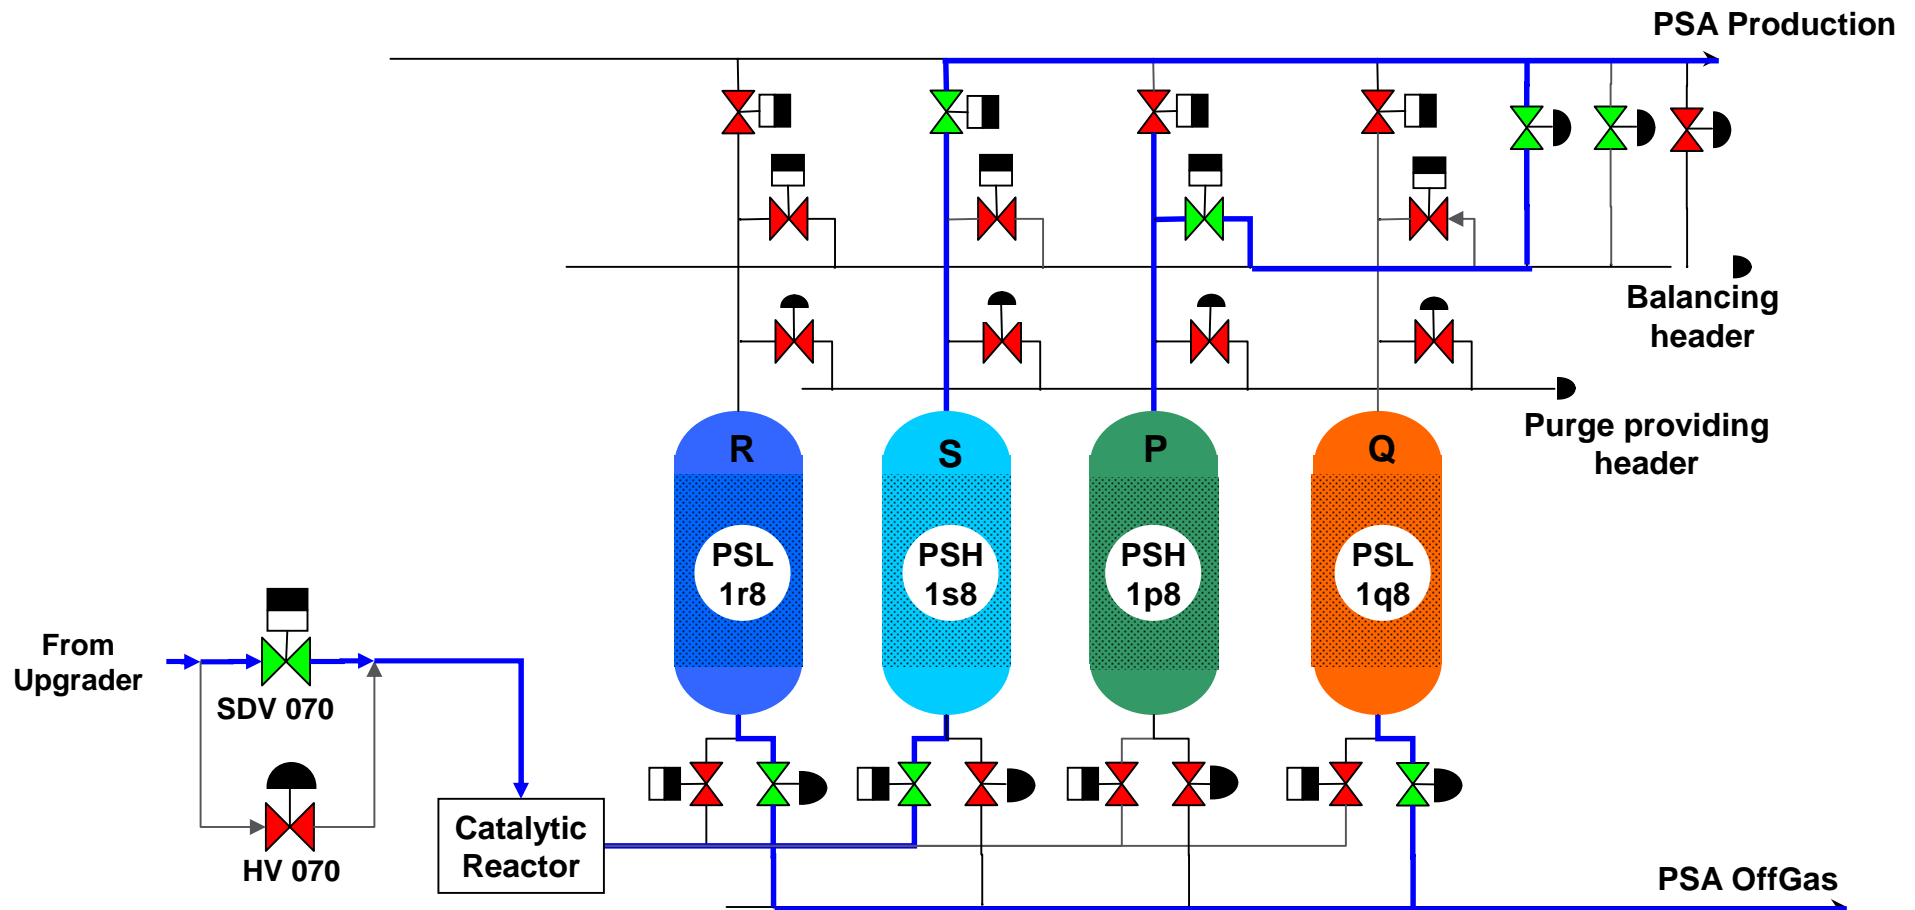 PSA Production
Balancing
header
Purge providing
header
R
S
P
Q
PSL
1r8
PSH
1s8
PSH
1p8
PSL
1q8
From
Upgrader
SDV 070
HV 070
Catalytic
Reactor
PSA OffGas